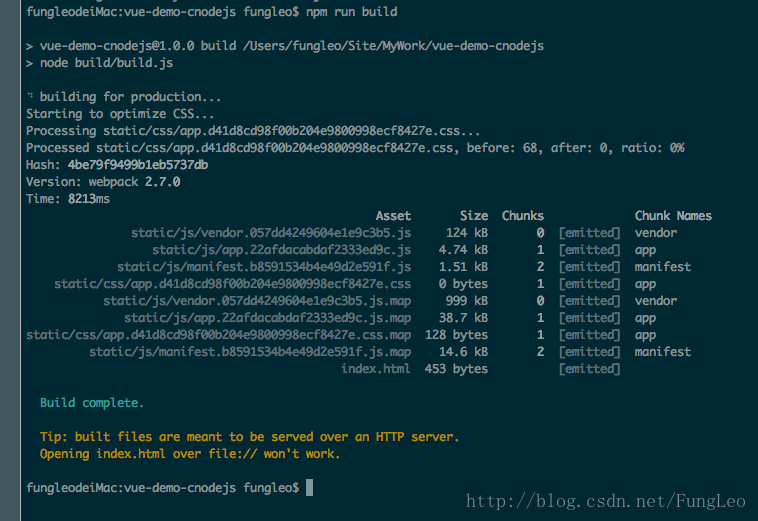 fungleodeiMac:vue-demo-cnodejs fungleo$ npm run build
> vue-demo-cnodejs@1.0.0 build /Users/fungleo/Site/MyWork/vue-demo-cnodejs
> node build/build.js
building for production...
Starting to optimize CSS...
Processing static/css/app.d41d8cd98f00b204e9800998ecf8427e.css...
Processed static/css/app.d41d8cd98f00b204e9800998ecf8427e.css, before: 68, after: 0, ratio: 0%
Hash: 4be79f9499b1eb5737db
Version: webpack 2.7.0
Time: 8213ms
Asset Size Chunks Chunk Names
static/js/vendor.057dd4249604e1e9c3b5.js 124 kB 0 [emitted] vendor
static/js/app.22afdacabdaf2333ed9c.js 4.74 kB 1 [emitted] app
static/js/manifest.b8591534b4e49d2e591f.js 1.51 kB 2 [emitted] manifest
static/css/app.d41d8cd98f00b204e9800998ecf8427e.css 0 bytes 1 [emitted] app
static/js/vendor.057dd4249604e1e9c3b5.js.map 999 kB 0 [emitted] vendor
static/js/app.22afdacabdaf2333ed9c.js.map 38.7 kB 1 [emitted] app
static/css/app.d41d8cd98f00b204e9800998ecf8427e.css.map 128 bytes 1 [emitted] app
static/js/manifest.b8591534b4e49d2e591f.js.map 14.6 kB 2 [emitted] manifest
index.html 453 bytes [emitted]
Build complete.
Tip: built files are meant to be served over an HTTP server.
Opening index.html over file:// won't work.
fungleodeiMac:vue-demo-cnodejs fungleo$
http://blog.csdn.net/FungLeo